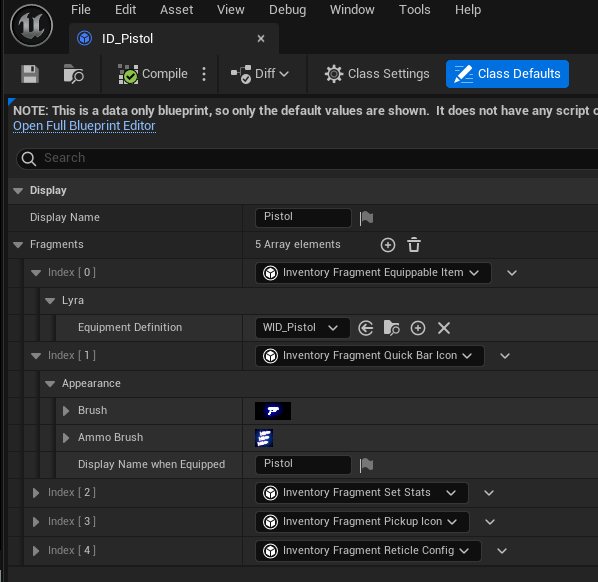 File Edit Asset View Debug Window Tools Help
ID_Pistol
Compile Diff Class Settings Class Defaults
NOTE: This is a data only blueprint, so only the default values are shown. It does not have any script
Open Full Blueprint Editor
Search
Display
Display Name Pistol
Fragments 5 Array elements
Index [ 0 ] Inventory Fragment Equippable Item
Lyra
Equipment Definition WID_Pistol
Index [ 1 ] Inventory Fragment Quick Bar Icon
Appearance
Brush
Ammo Brush
Display Name when Equipped Pistol
Index [ 2 ] Inventory Fragment Set Stats
Index [ 3 ] Inventory Fragment Pickup Icon
Index [ 4 ] Inventory Fragment Reticle Config